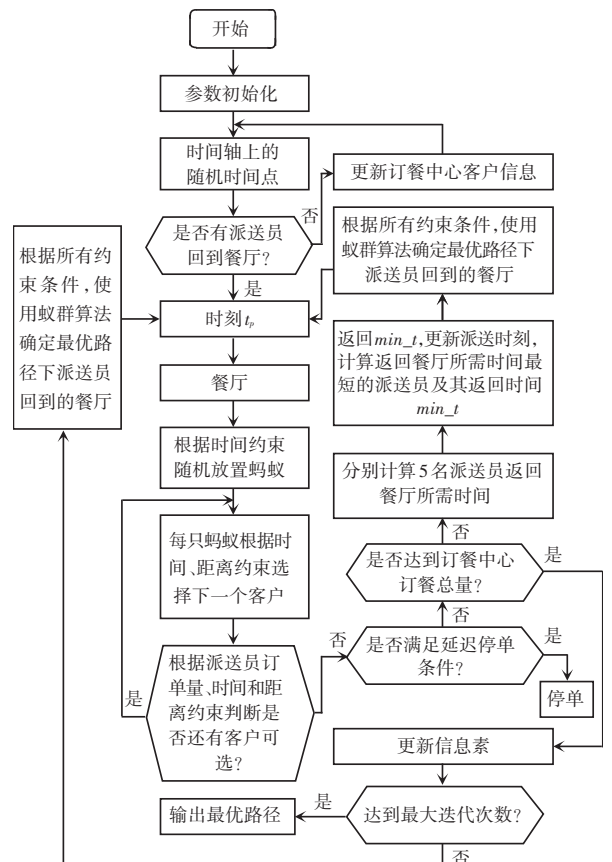 开始
参数初始化
时间轴上的
随机时间点
更新订餐中心客户信息
否
是否有派送员
回到餐厅?
是
根据所有约束条件,使用
蚁群算法确定最优路径下
派送员回到的餐厅
根据所有约
束条件,使
用蚁群算法
确定最优路
径下派送员
回到的餐厅
时刻tp
返回min_t,更新派送时刻,
计算返回餐厅所需时间最
短的派送员及其返回时间
min_t
餐厅
根据时间约束
随机放置蚂蚁
分别计算5名派送员返回
餐厅所需时间
否
每只蚂蚁根据时
间、距离约束选
择下一个客户
是否达到订餐中心
订餐总量?
是
否
根据派送员订
单量、时间和距
离约束判断是
否还有客户可
选?
是
否
是否满足延迟停单
条件?
是
停单
更新信息素
达到最大迭代次数?
是
输出最优路径
否